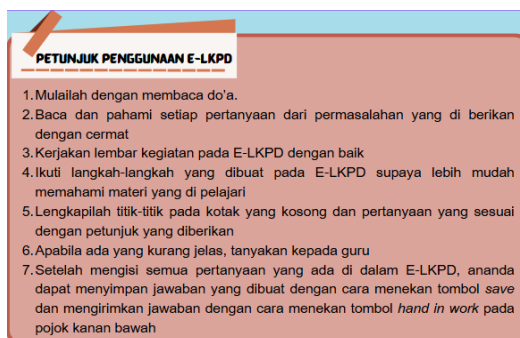 PETUNJUK PENGGUNAAN E-LKPD
1. Mulailah dengan membaca do'a.
2. Baca dan pahami setiap pertanyaan dari permasalahan yang di berikan
dengan cermat
3. Kerjakan lembar kegiatan pada E-LKPD dengan baik
4. Ikuti langkah-langkah yang dibuat pada E-LKPD supaya lebih mudah
memahami materi yang di pelajari
5. Lengkapilah titik-titik pada kotak yang kosong dan pertanyaan yang sesuai
dengan petunjuk yang diberikan
6. Apabila ada yang kurang jelas, tanyakan kepada guru
7. Setelah mengisi semua pertanyaan yang ada di dalam E-LKPD, ananda
dapat menyimpan jawaban yang dibuat dengan cara menekan tombol save
dan mengirimkan jawaban dengan cara menekan tombol hand in work pada
pojok kanan bawah